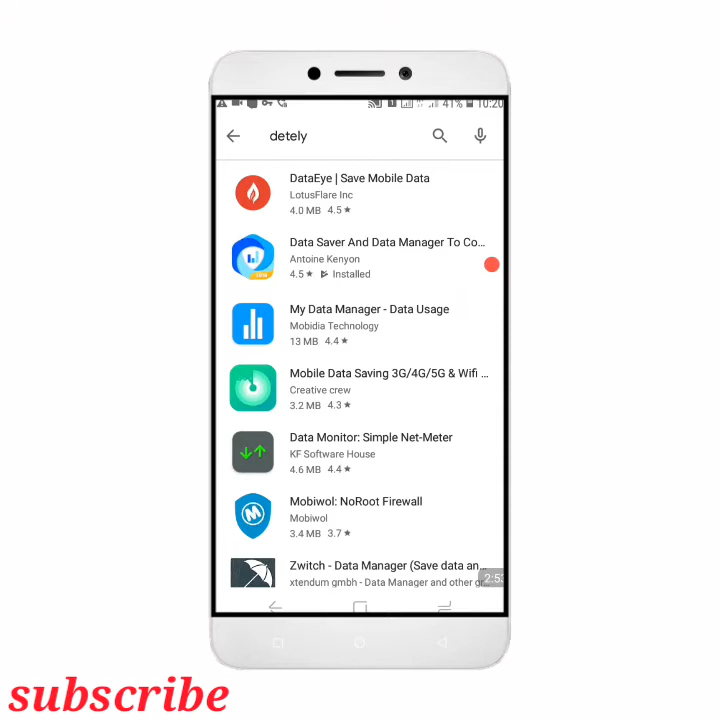 41% 10:20
detely
DataEye | Save Mobile Data
LotusFlare Inc
4.0 MB 4.5 ★
Data Saver And Data Manager To Co...
Antoine Kenyon
4.5 ★ Installed
My Data Manager - Data Usage
Mobidia Technology
13 MB 4.4 ★
Mobile Data Saving 3G/4G/5G & Wifi ...
Creative crew
3.2 MB 4.3 ★
Data Monitor: Simple Net-Meter
KF Software House
4.6 MB 4.4 ★
Mobiwol: NoRoot Firewall
Mobiwol
3.4 MB 3.7 ★
Zwitch - Data Manager (Save data an...
xtendum gmbh - Data Manager and other gr...
2:53
subscribe